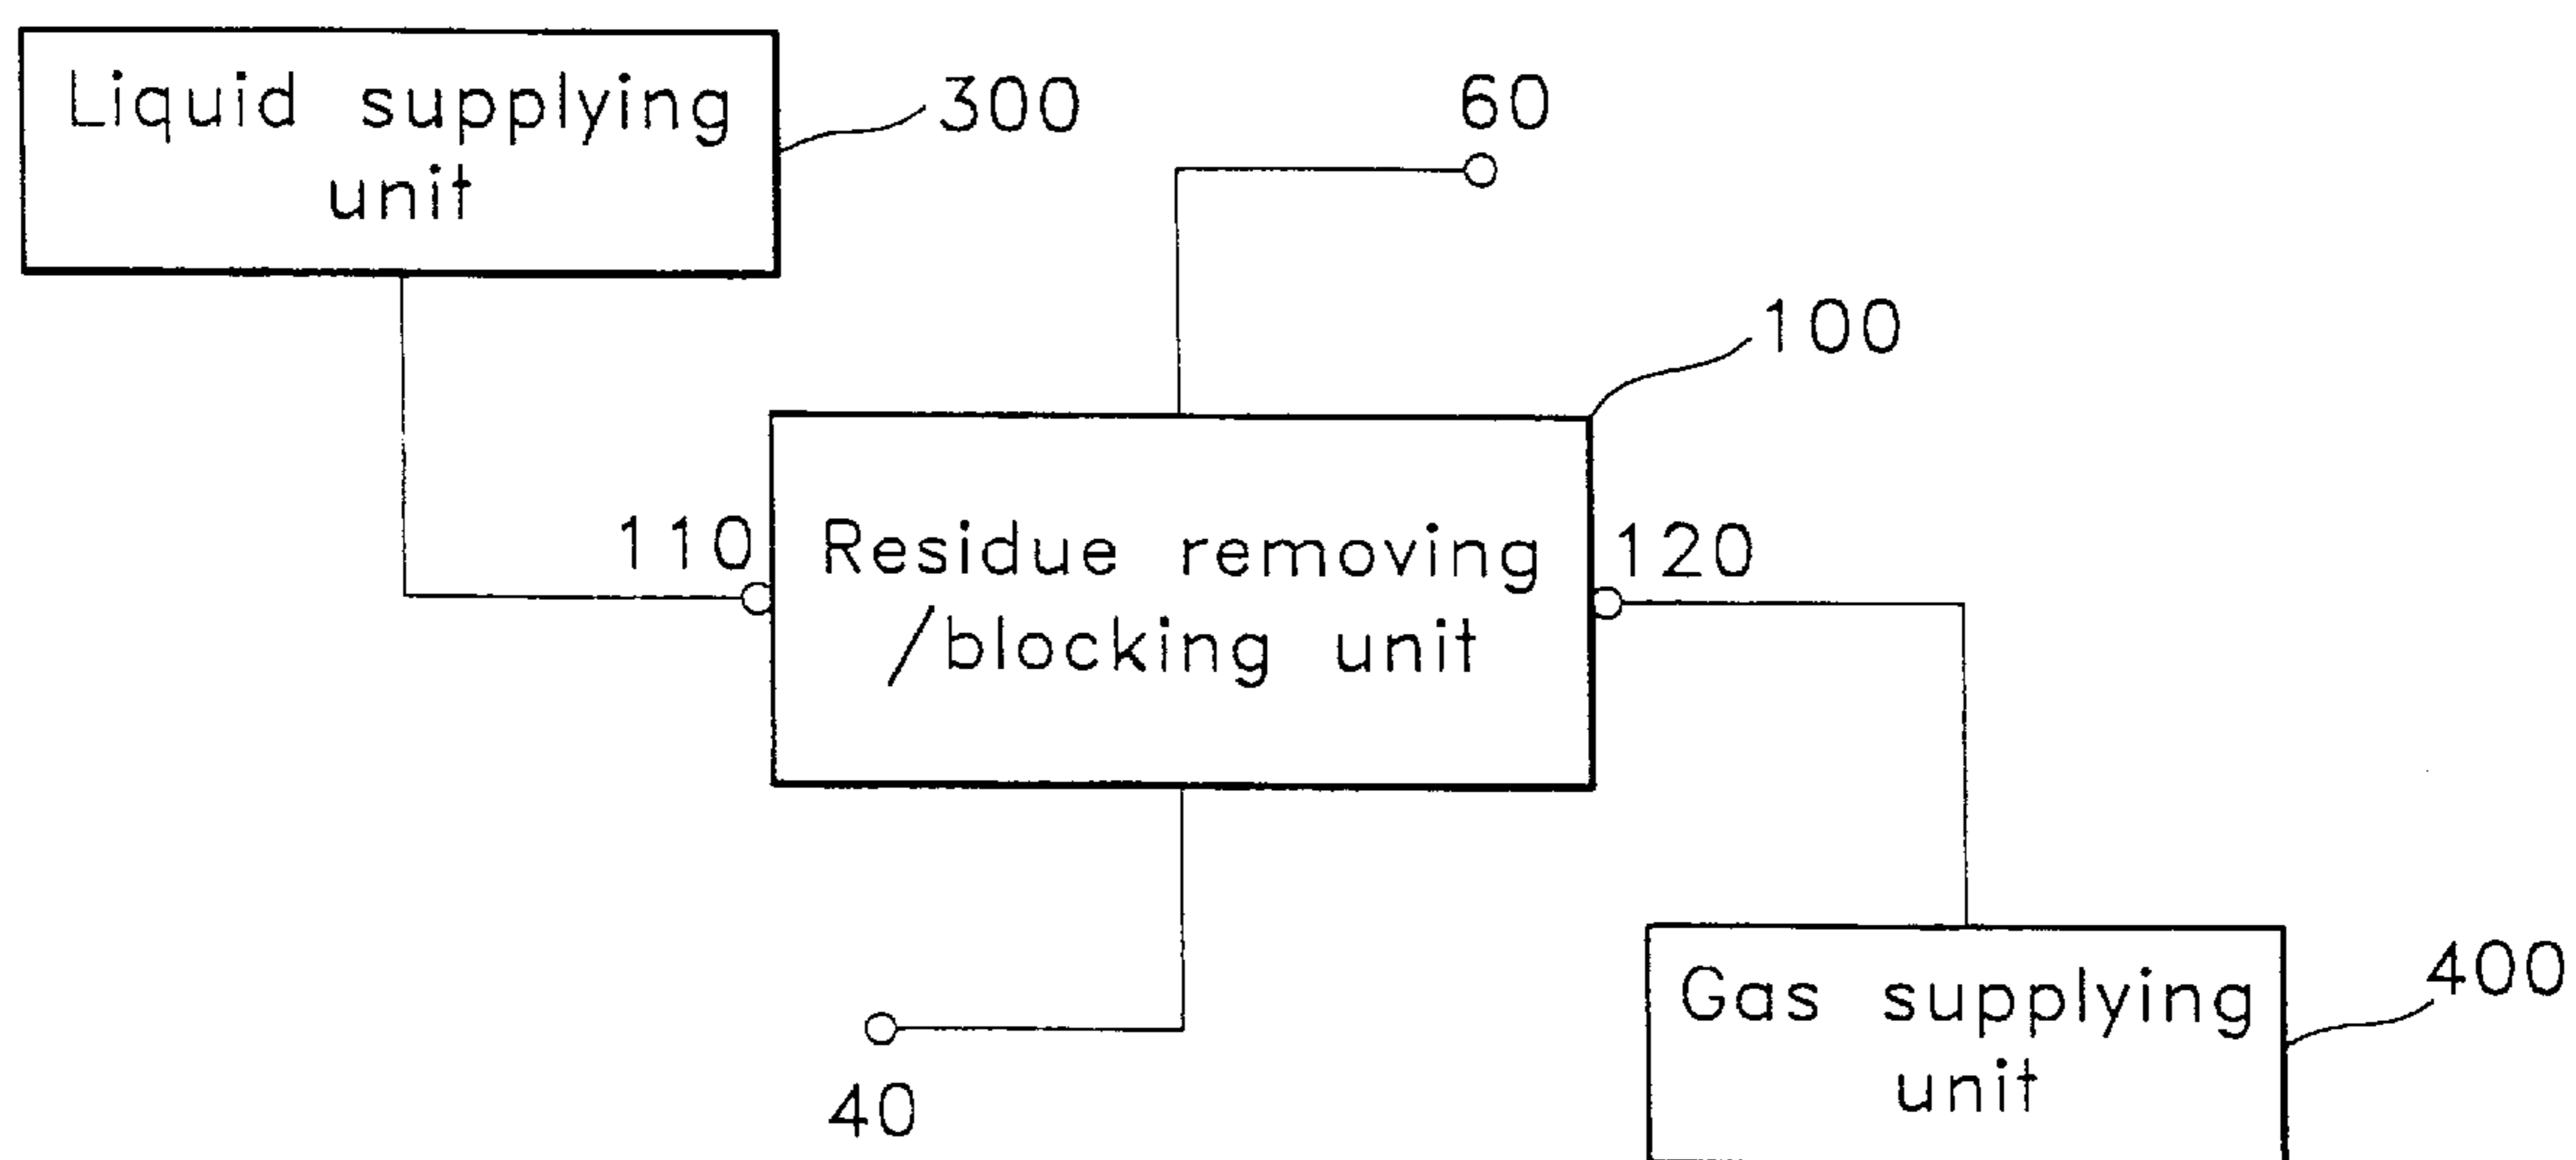 Liquid supplying
unit
300
60
100
110
Residue removing
/blocking unit
120
40
Gas supplying
unit
400